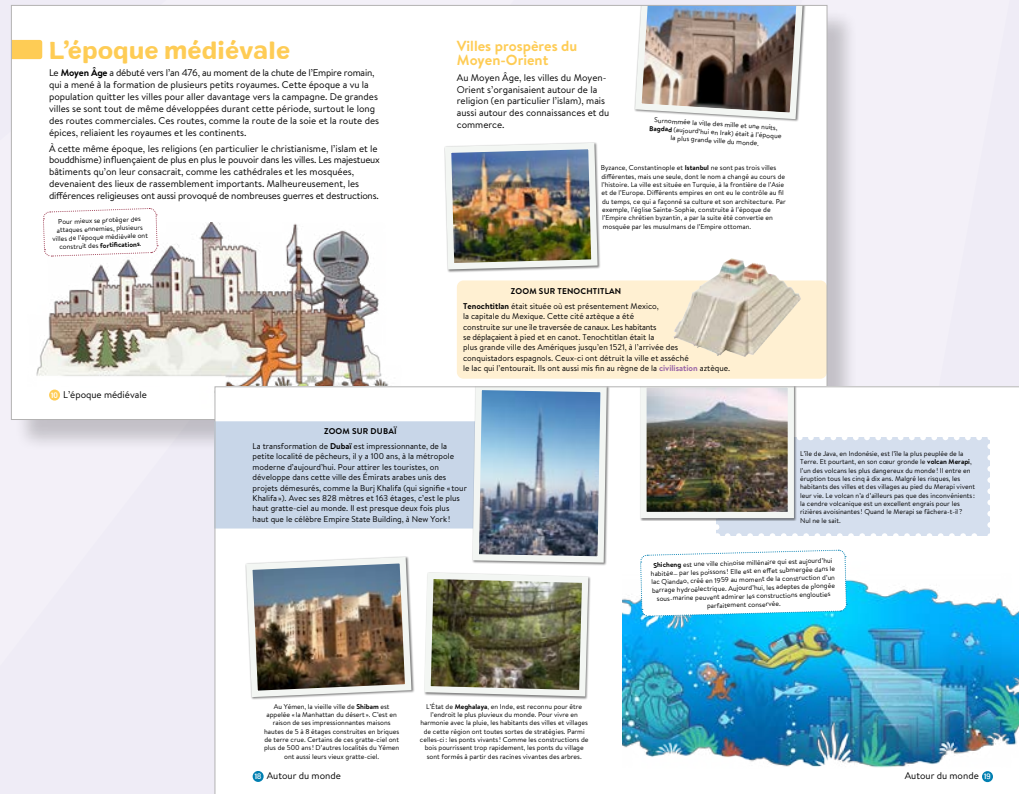 L'époque médiévale
Le Moyen Âge a débuté vers l'an 476, au moment de la chute de l'Empire romain,
qui a mené à la formation de plusieurs petits royaumes. Cette époque a vu la
population quitter les villes pour aller davantage vers la campagne. De grandes
villes se sont tout de même développées durant cette période, surtout le long
des routes commerciales. Ces routes, comme la route de la soie et la route des
épices, reliaient les royaumes et les continents.
À cette même époque, les religions (en particulier le christianisme, l'islam et le
bouddhisme) influençaient de plus en plus le pouvoir dans les villes. Les majestueux
bâtiments qu'on leur consacrait, comme les cathédrales et les mosquées,
devenaient des lieux de rassemblement importants. Malheureusement, les
différences religieuses ont aussi provoqué de nombreuses guerres et destructions.
Pour mieux se protéger des
attaques ennemies, plusieurs
villes de l'époque médiévale ont
construit des fortifications.
10 L'époque médiévale
Villes prospères du
Moyen-Orient
Au Moyen Âge, les villes du Moyen-
Orient s'organisaient autour de la
religion (en particulier l'islam), mais
aussi autour des connaissances et du
commerce.
Surnommée la ville des mille et une nuits,
Bagdad (aujourd'hui en Irak) était à l'époque
la plus grande ville du monde.
Byzance, Constantinople et Istanbul ne sont pas trois villes
différentes, mais une seule, dont le nom a changé au cours de
l'histoire. La ville est située en Turquie, à la frontière de l'Asie
et de l'Europe. Différents empires en ont eu le contrôle au fil
du temps, ce qui a façonné sa culture et son architecture. Par
exemple, l'église Sainte-Sophie, construite à l'époque de
l'Empire chrétien byzantin, a par la suite été convertie en
mosquée par les musulmans de l'Empire ottoman.
ZOOM SUR TENOCHTITLAN
Tenochtitlan était située où est présentement Mexico,
la capitale du Mexique. Cette cité aztèque a été
construite sur une île traversée de canaux. Les habitants
se déplaçaient à pied et en canot. Tenochtitlan était la
plus grande ville des Amériques jusqu'en 1521, à l'arrivée des
conquistadors espagnols. Ceux-ci ont détruit la ville et asséché
le lac qui l'entourait. Ils ont aussi mis fin au règne de la civilisation aztèque.
ZOOM SUR DUBAÏ
La transformation de Dubaï est impressionnante, de la
petite localité de pêcheurs, il y a 100 ans, à la métropole
moderne d'aujourd'hui. Pour attirer les touristes, on
développe dans cette ville des Émirats arabes unis des
projets démesurés, comme la Burj Khalifa (qui signifie « tour
Khalifa »). Avec ses 828 mètres et 163 étages, c'est le plus
haut gratte-ciel au monde. Il est presque deux fois plus
haut que le célèbre Empire State Building, à New York !
Au Yémen, la vieille ville de Shibam est
appelée « la Manhattan du désert ». C'est en
raison de ses impressionnantes maisons
hautes de 5 à 8 étages construites en briques
de terre crue. Certains de ces gratte-ciel ont
plus de 500 ans ! D'autres localités du Yémen
ont aussi leurs vieux gratte-ciel.
L'État de Meghalaya, en Inde, est reconnu pour être
l'endroit le plus pluvieux du monde. Pour vivre en
harmonie avec la pluie, les habitants des villes et villages
de cette région ont toutes sortes de stratégies. Parmi
celles-ci : les ponts vivants ! Comme les constructions de
bois pourrissent trop rapidement, les ponts du village
sont formés à partir des racines vivantes des arbres.
18 Autour du monde
L'île de Java, en Indonésie, est l'île la plus peuplée de la
Terre. Et pourtant, en son cœur gronde le volcan Merapi,
l'un des volcans les plus dangereux du monde ! Il entre en
éruption tous les cinq à dix ans. Malgré les risques, les
habitants des villes et des villages au pied du Merapi vivent
leur vie. Le volcan n'a d'ailleurs pas que des inconvénients :
la cendre volcanique est un excellent engrais pour les
rizières avoisinantes ! Quand le Merapi se fâchera-t-il ?
Nul ne le sait.
Shicheng est une ville chinoise millénaire qui est aujourd'hui
habitée... par les poissons ! Elle est en effet submergée dans le
lac Qiandao, créé en 1959 au moment de la construction d'un
barrage hydroélectrique. Aujourd'hui, les adeptes de plongée
sous-marine peuvent admirer les constructions englouties
parfaitement conservée.
Autour du monde 19